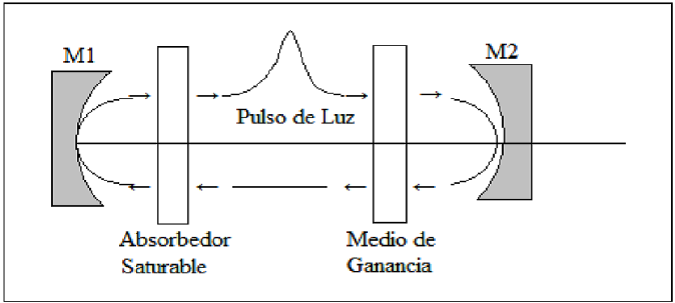 M1
M2
Pulso de Luz
Absorbedor
Saturable
Medio de
Ganancia